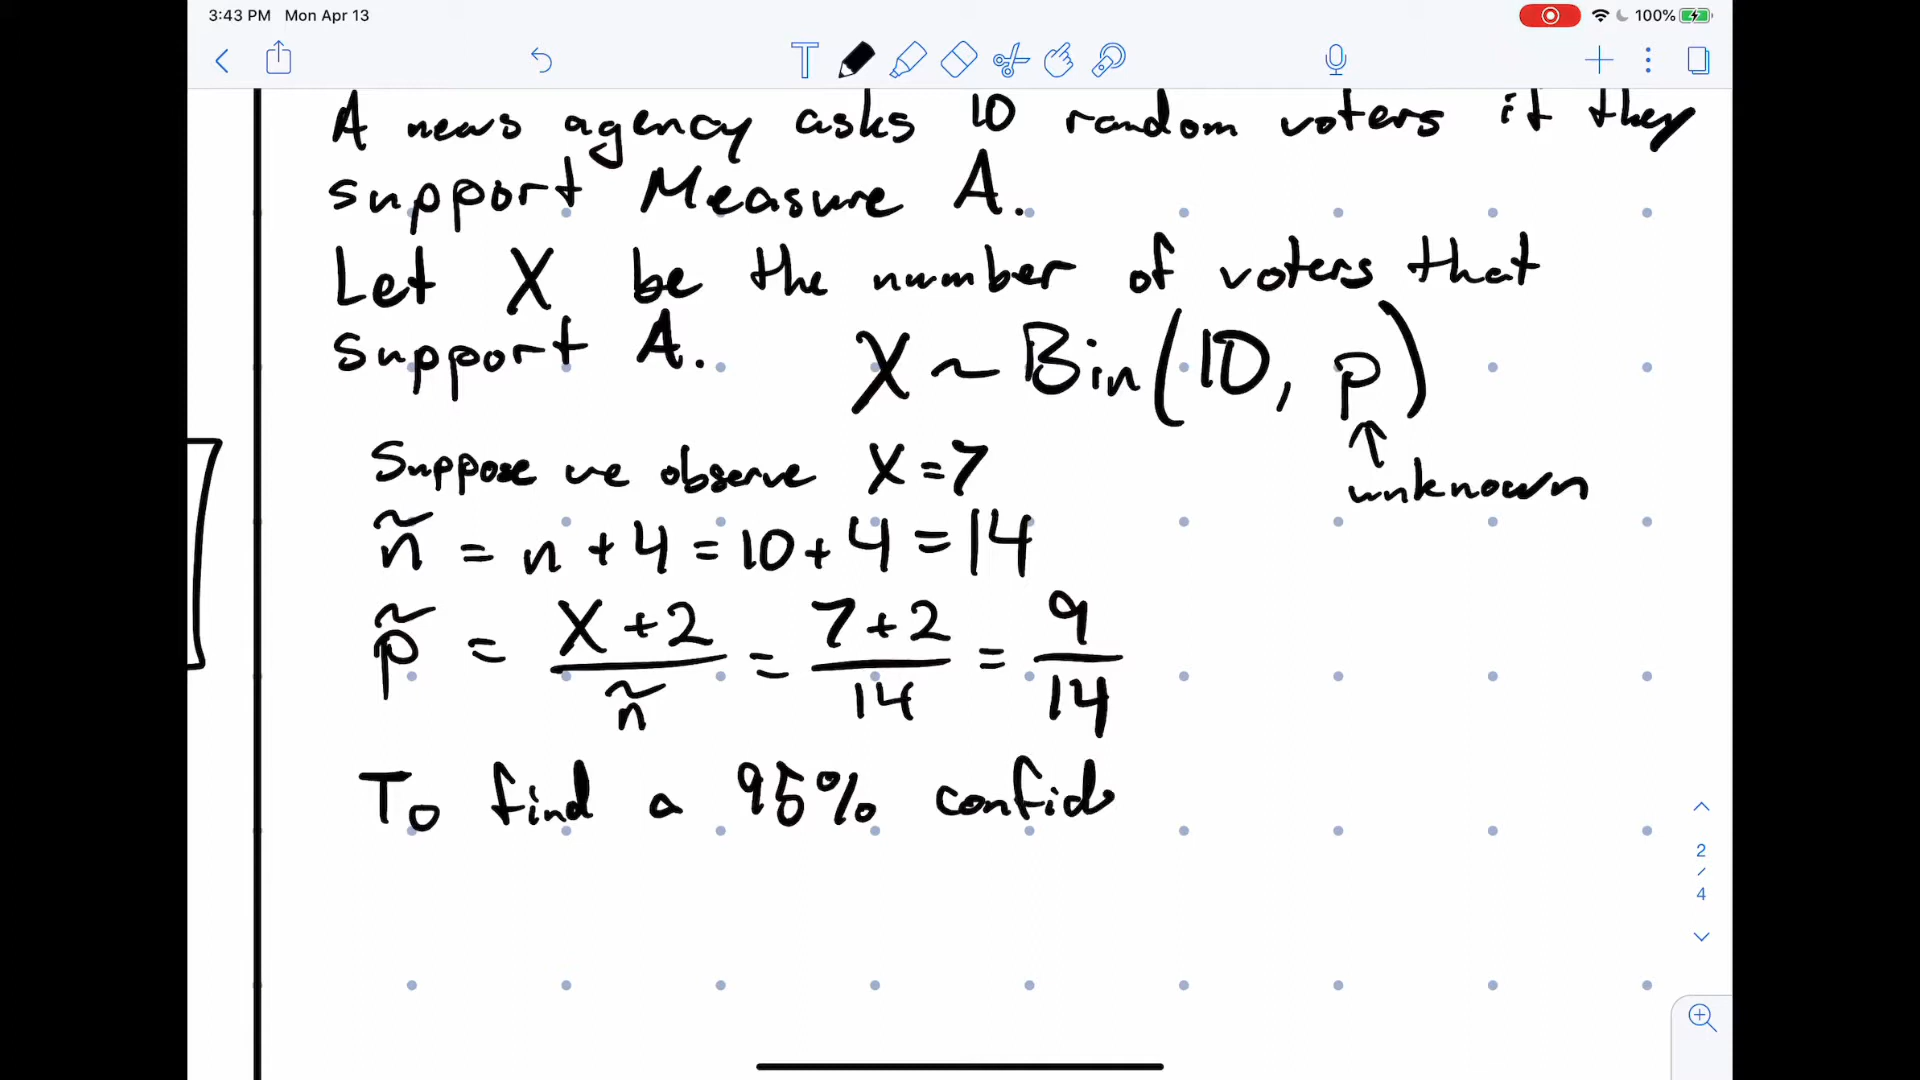 3:43 PM Mon Apr 13
100%
A news agency asks 10 random voters if they
support Measure A.
Let X be the number of voters that
support A. X ~ Bin(10, p)
↑
unknown
Suppose we observe X = 7
ñ = n + 4 = 10 + 4 = 14
p̃ = (X + 2)/ñ = (7 + 2)/14 = 9/14
To find a 95% confid
2
/
4